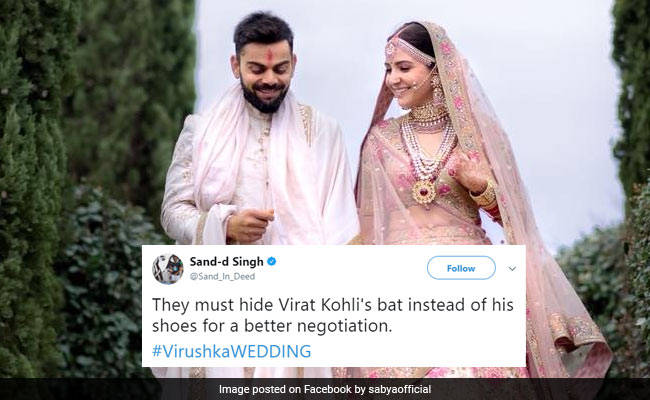 Sand-d Singh
@Sand_In_Deed
Follow
They must hide Virat Kohli's bat instead of his
shoes for a better negotiation.
#VirushkaWEDDING
Image posted on Facebook by sabyaofficial